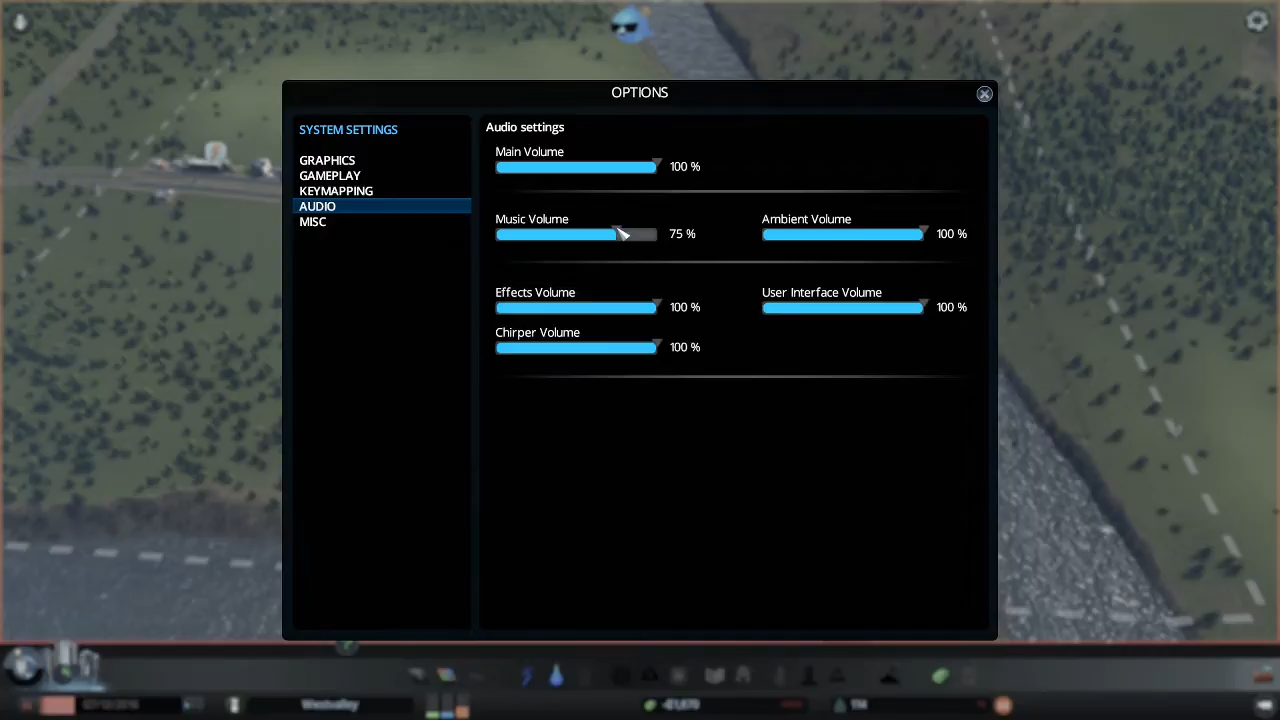 OPTIONS
SYSTEM SETTINGS
GRAPHICS
GAMEPLAY
KEYMAPPING
AUDIO
MISC
Audio settings
Main Volume
100 %
Music Volume
75 %
Ambient Volume
100 %
Effects Volume
100 %
User Interface Volume
100 %
Chirper Volume
100 %
Westvalley